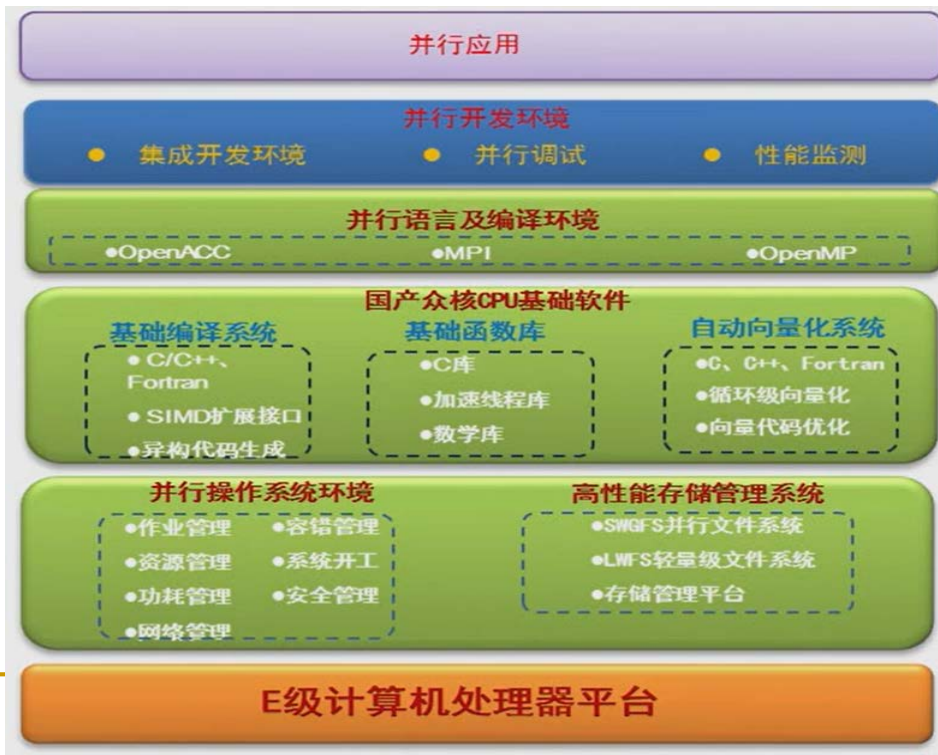 并行应用
并行开发环境
● 集成开发环境 ● 并行调试 ● 性能监测
并行语言及编译环境
●OpenACC ●MPI ●OpenMP
国产众核CPU基础软件
基础编译系统
● C/C++、
Fortran
● SIMD扩展接口
●异构代码生成
基础函数库
●C库
●加速线程库
●数学库
自动向量化系统
●C、C++、Fortran
●循环级向量化
●向量代码优化
并行操作系统环境
●作业管理 ●容错管理
●资源管理 ●系统开工
●功耗管理 ●安全管理
●网络管理
高性能存储管理系统
●SWGFS并行文件系统
●LWFS轻量级文件系统
●存储管理平台
E级计算机处理器平台